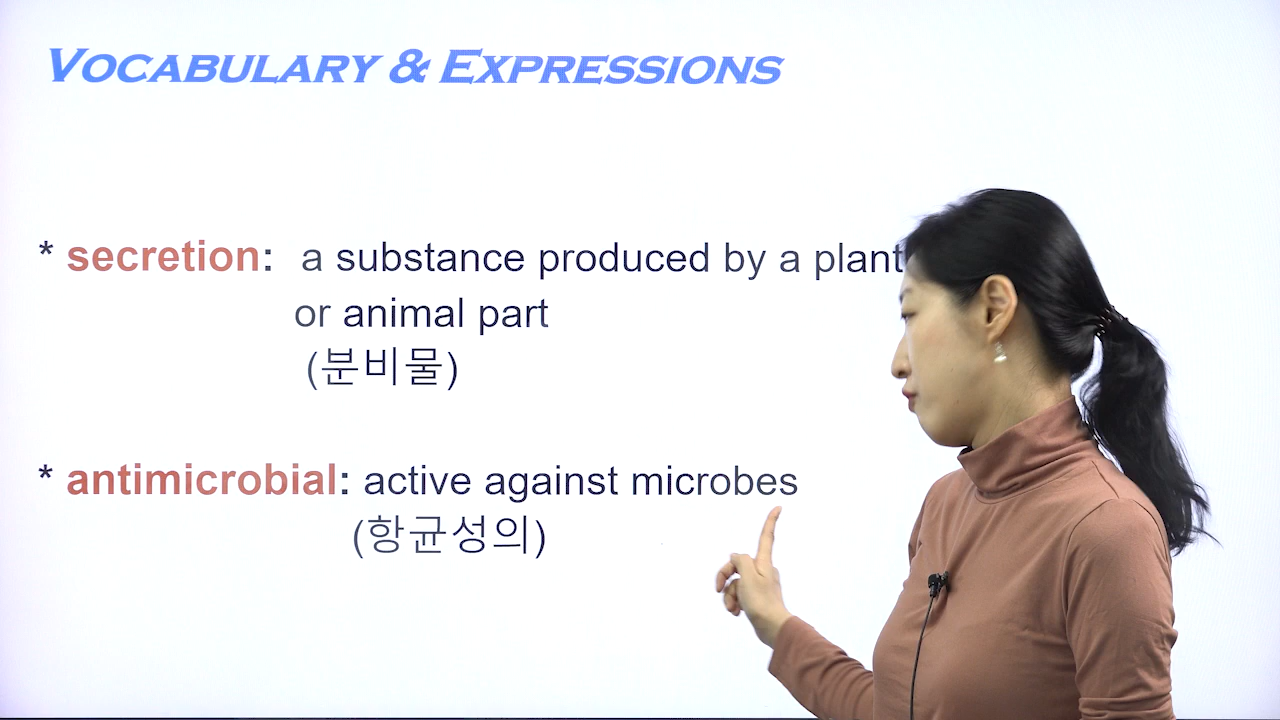 VOCABULARY & EXPRESSIONS
* secretion: a substance produced by a plant
or animal part
(분비물)
* antimicrobial: active against microbes
(항균성의)